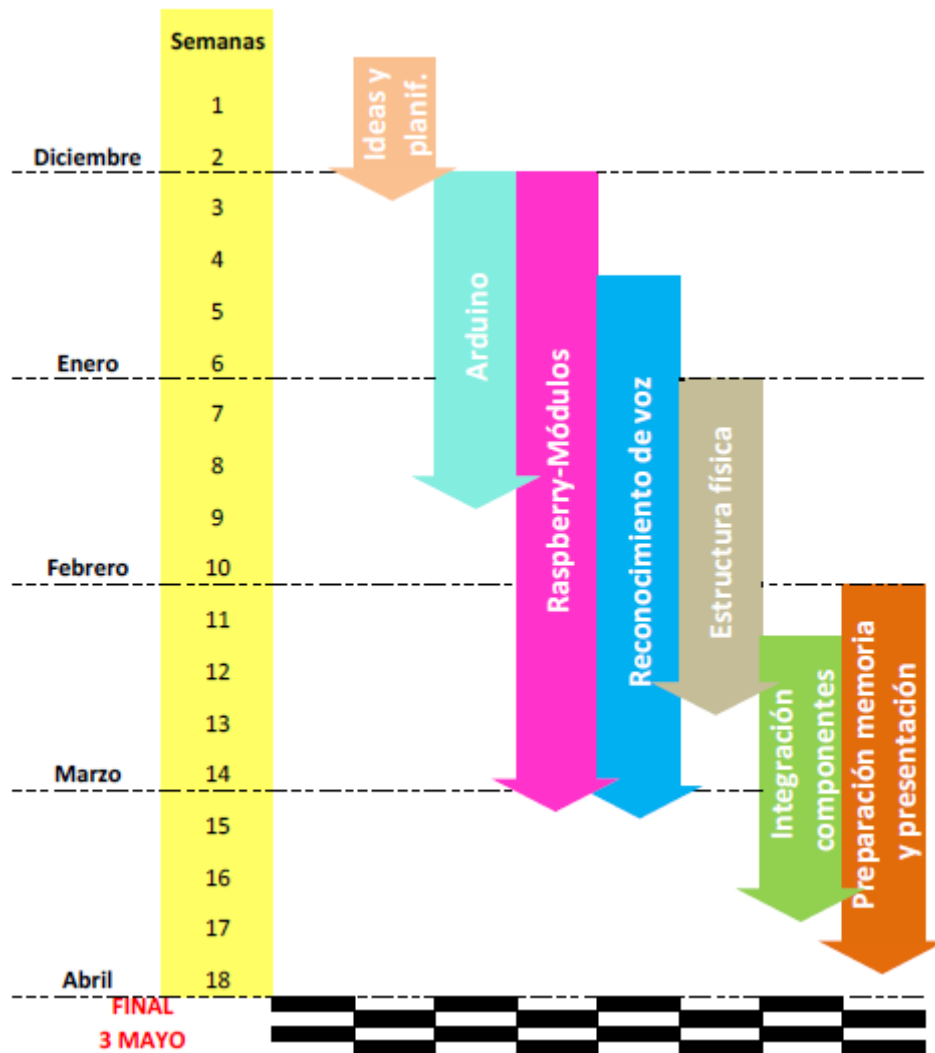 Semanas
1
Diciembre 2
3
4
5
Enero 6
7
8
9
Febrero 10
11
12
13
Marzo 14
15
16
17
Abril 18
FINAL
3 MAYO
Ideas y
planif.
Arduino
Raspberry-Módulos
Reconocimiento de voz
Estructura física
Integración
componentes
Preparación memoria
y presentación